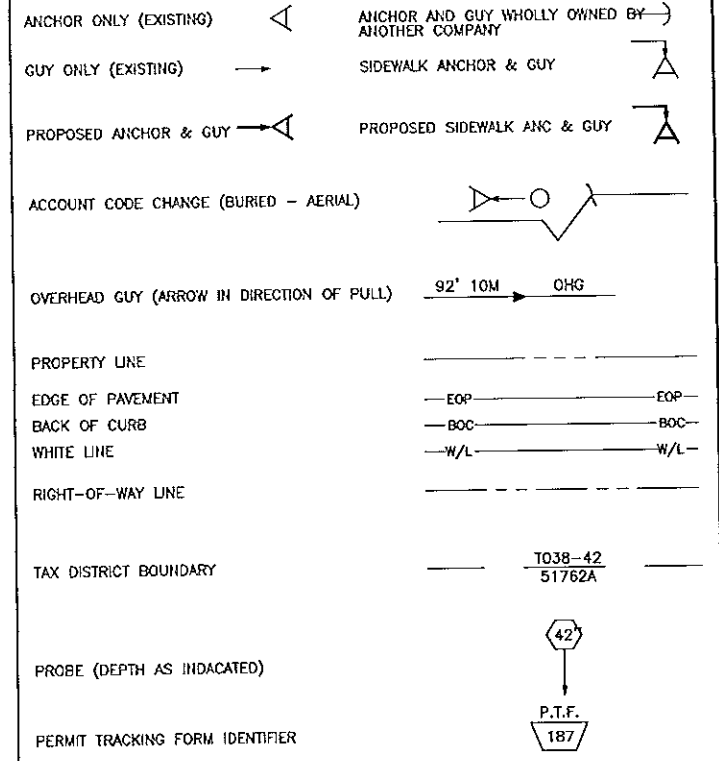 ANCHOR ONLY (EXISTING)
ANCHOR AND GUY WHOLLY OWNED BY
ANOTHER COMPANY
GUY ONLY (EXISTING)
SIDEWALK ANCHOR & GUY
PROPOSED ANCHOR & GUY
PROPOSED SIDEWALK ANC & GUY
ACCOUNT CODE CHANGE (BURIED - AERIAL)
OVERHEAD GUY (ARROW IN DIRECTION OF PULL)
92' 10M OHG
PROPERTY LINE
EDGE OF PAVEMENT
EOP EOP
BACK OF CURB
BOC BOC
WHITE LINE
W/L W/L
RIGHT-OF-WAY LINE
TAX DISTRICT BOUNDARY
T038-42
51762A
42"
PROBE (DEPTH AS INDACATED)
P.T.F.
PERMIT TRACKING FORM IDENTIFIER
187